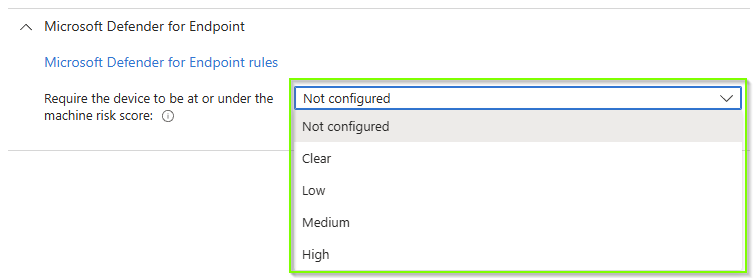 Microsoft Defender for Endpoint
Microsoft Defender for Endpoint rules
Require the device to be at or under the
machine risk score:
Not configured
Not configured
Clear
Low
Medium
High